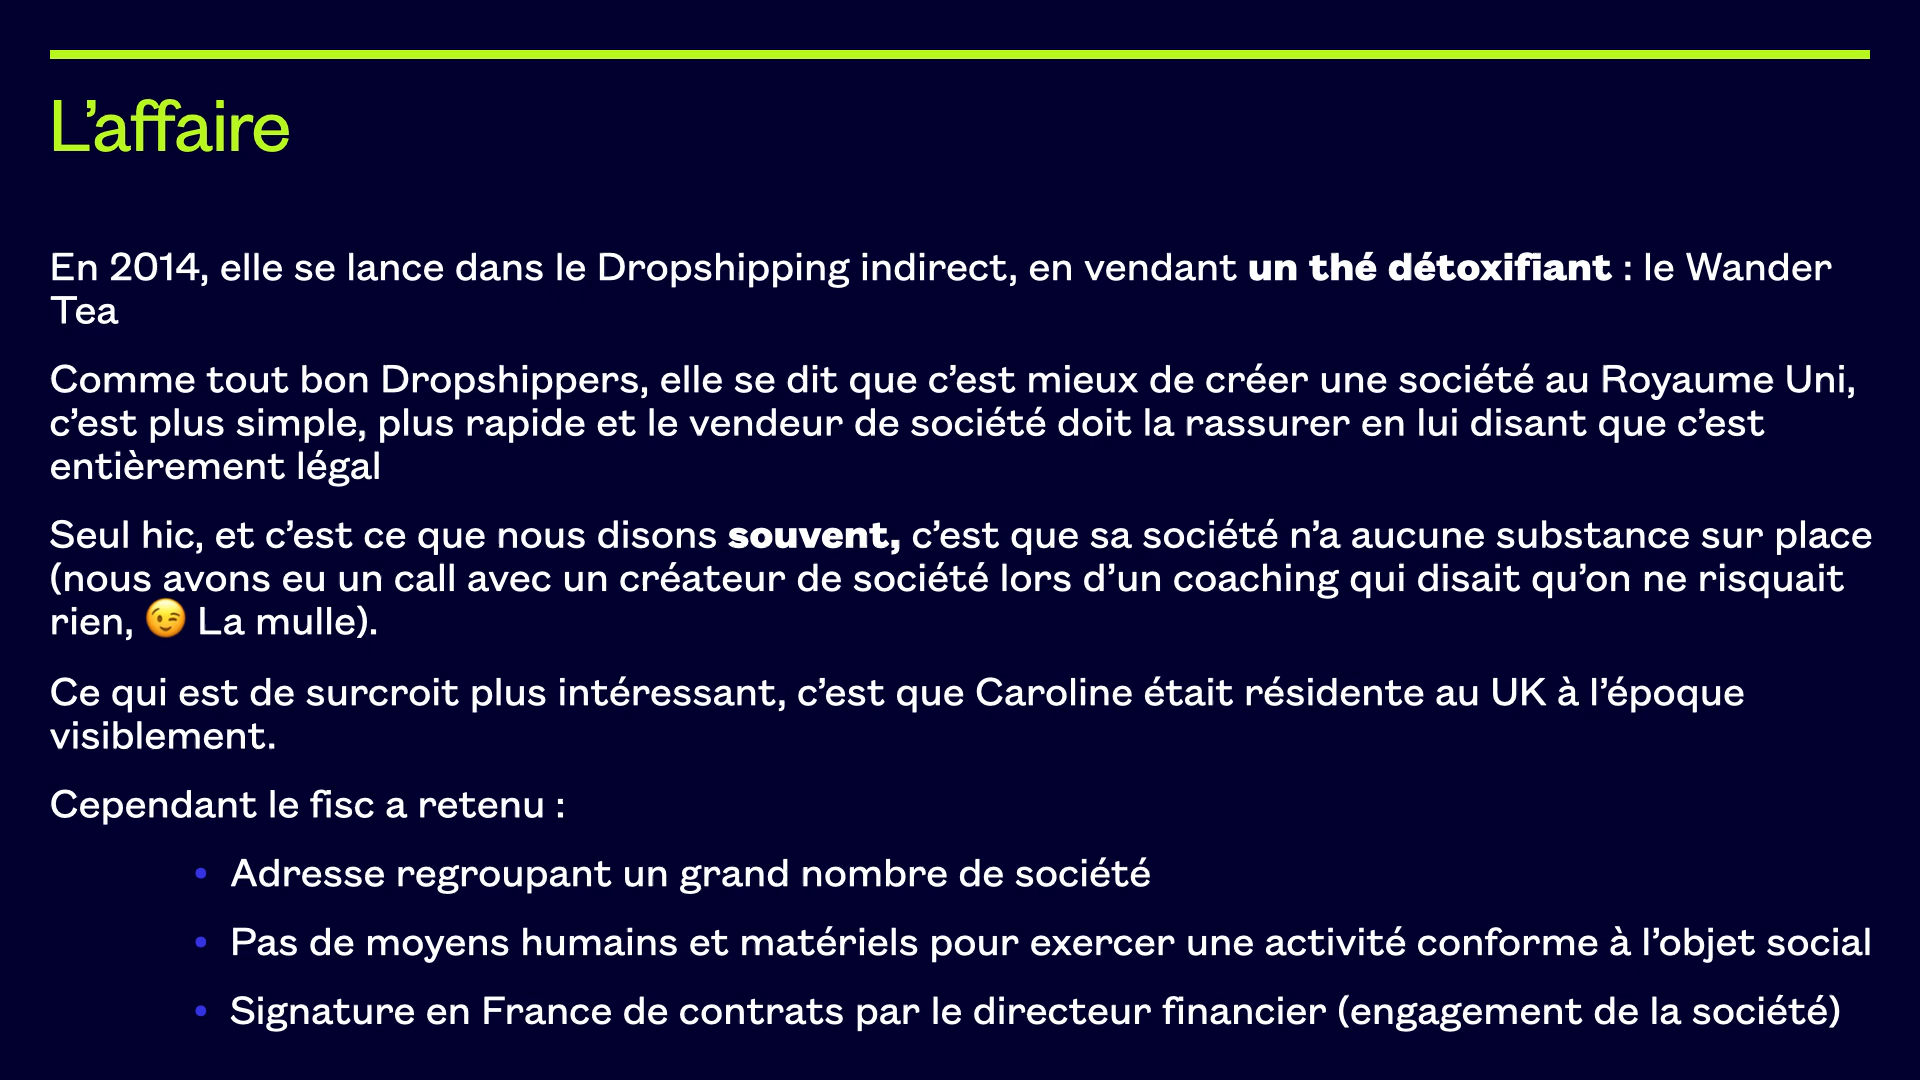 L’affaire
En 2014, elle se lance dans le Dropshipping indirect, en vendant un thé détoxifiant : le Wander
Tea
Comme tout bon Dropshippers, elle se dit que c’est mieux de créer une société au Royaume Uni,
c’est plus simple, plus rapide et le vendeur de société doit la rassurer en lui disant que c’est
entièrement légal
Seul hic, et c’est ce que nous disons souvent, c’est que sa société n’a aucune substance sur place
(nous avons eu un call avec un créateur de société lors d’un coaching qui disait qu’on ne risquait
rien, 😉 La mulle).
Ce qui est de surcroit plus intéressant, c’est que Caroline était résidente au UK à l’époque
visiblement.
Cependant le fisc a retenu :
• Adresse regroupant un grand nombre de société
• Pas de moyens humains et matériels pour exercer une activité conforme à l’objet social
• Signature en France de contrats par le directeur financier (engagement de la société)